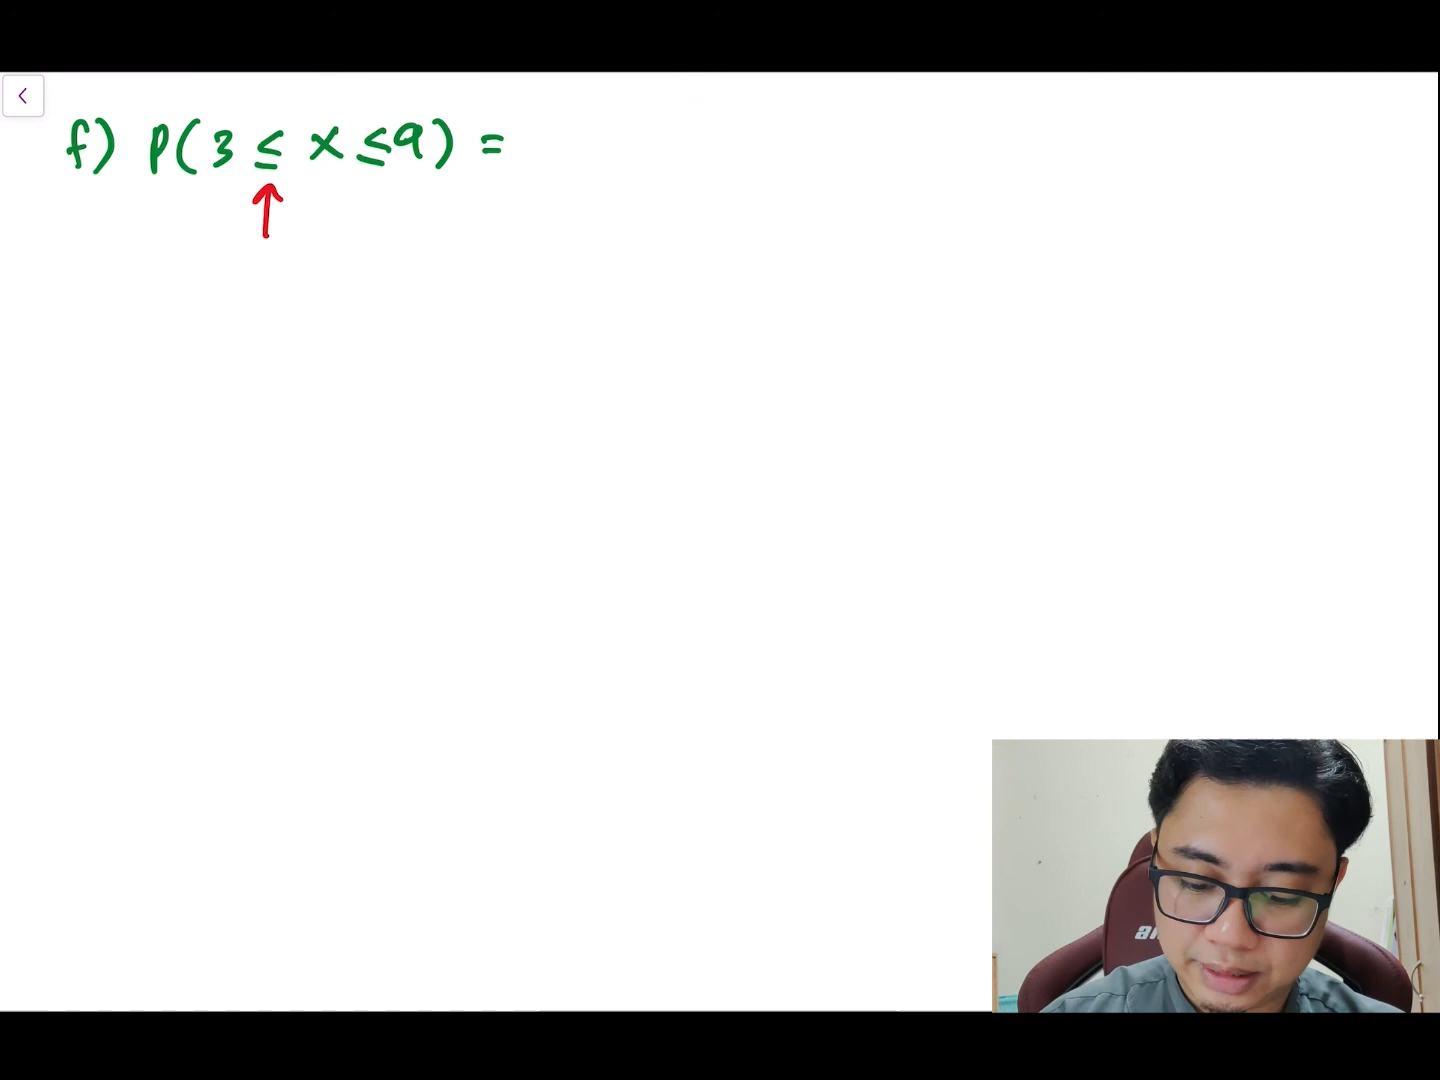 f) P(3 ≤ x ≤ 9) =